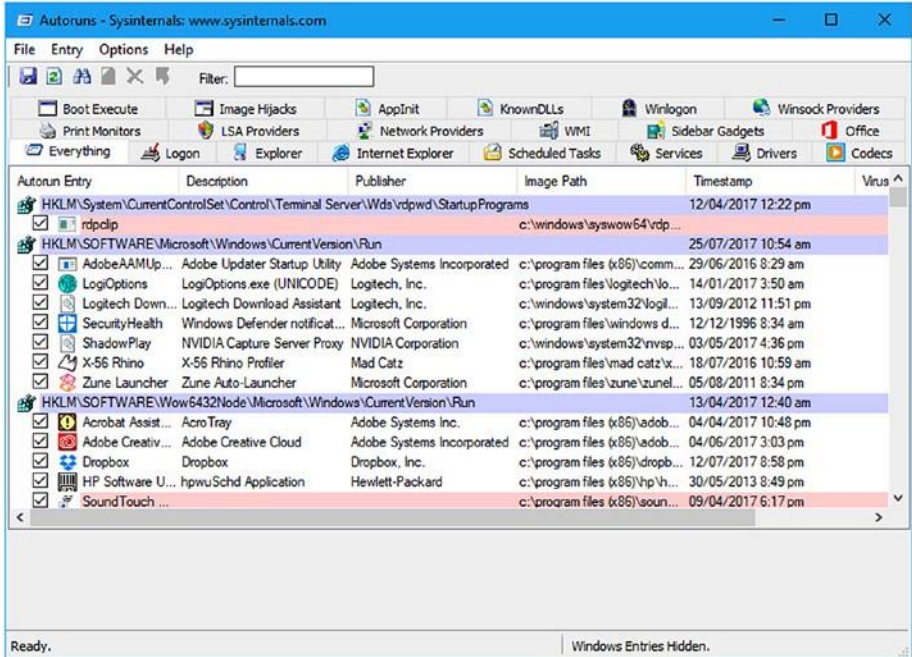 Autoruns - Sysinternals: www.sysinternals.com
File Entry Options Help
Filter:
Boot Execute Image Hijacks AppInit KnownDLLs Winlogon Winsock Providers
Print Monitors LSA Providers Network Providers WMI Sidebar Gadgets Office
Everything Logon Explorer Internet Explorer Scheduled Tasks Services Drivers Codecs
Autorun Entry Description Publisher Image Path Timestamp Virus
HKLM\System\CurrentControlSet\Control\Terminal Server\Wds\rdpwd\StartupPrograms 12/04/2017 12:22 pm
rdpclip c:\windows\syswow64\rdp...
HKLM\SOFTWARE\Microsoft\Windows\CurrentVersion\Run 25/07/2017 10:54 am
AdobeAAMUp... Adobe Updater Startup Utility Adobe Systems Incorporated c:\program files (x86)\comm... 29/06/2016 8:29 am
LogiOptions LogiOptions.exe (UNICODE) Logitech, Inc. c:\program files\logitech\lo... 14/01/2017 3:50 am
Logitech Down... Logitech Download Assistant Logitech, Inc. c:\windows\system32\logil... 13/09/2012 11:51 pm
SecurityHealth Windows Defender notificat... Microsoft Corporation c:\program files\windows d... 12/12/1996 8:34 am
ShadowPlay NVIDIA Capture Server Proxy NVIDIA Corporation c:\windows\system32\nvsp... 03/05/2017 4:36 pm
X-56 Rhino X-56 Rhino Profiler Mad Catz c:\program files\mad catz\x... 18/07/2016 10:59 am
Zune Launcher Zune Auto-Launcher Microsoft Corporation c:\program files\zune\zunel... 05/08/2011 8:34 pm
HKLM\SOFTWARE\Wow6432Node\Microsoft\Windows\CurrentVersion\Run 13/04/2017 12:40 am
Acrobat Assist... AcroTray Adobe Systems Inc. c:\program files (x86)\adob... 04/04/2017 10:48 pm
Adobe Creativ... Adobe Creative Cloud Adobe Systems Incorporated c:\program files (x86)\adob... 04/06/2017 3:03 pm
Dropbox Dropbox Dropbox, Inc. c:\program files (x86)\dropb... 12/07/2017 8:58 pm
HP Software U... hpwuSchd Application Hewlett-Packard c:\program files (x86)\hp\h... 30/05/2013 8:49 pm
SoundTouch ... c:\program files (x86)\soun... 09/04/2017 6:17 pm
Ready. Windows Entries Hidden.